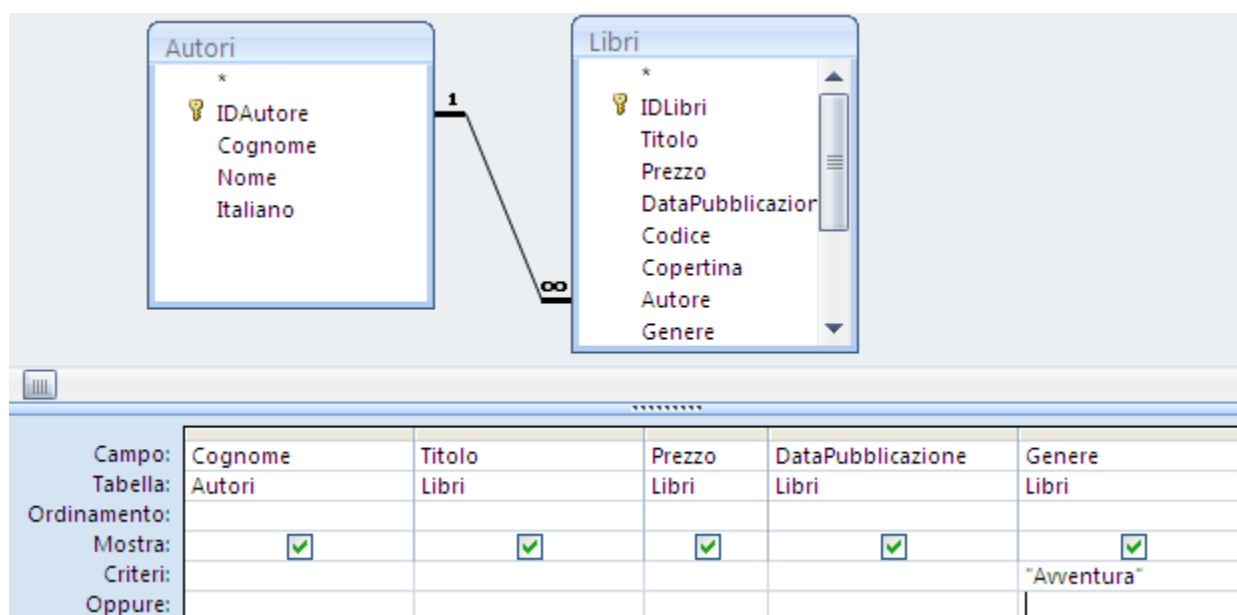 Autori
*
IDAutore
Cognome
Nome
Italiano
1
∞
Libri
*
IDLibri
Titolo
Prezzo
DataPubblicazion
Codice
Copertina
Autore
Genere
Campo: Cognome Titolo Prezzo DataPubblicazione Genere
Tabella: Autori Libri Libri Libri Libri
Ordinamento:
Mostra:
Criteri: "Avventura"
Oppure: